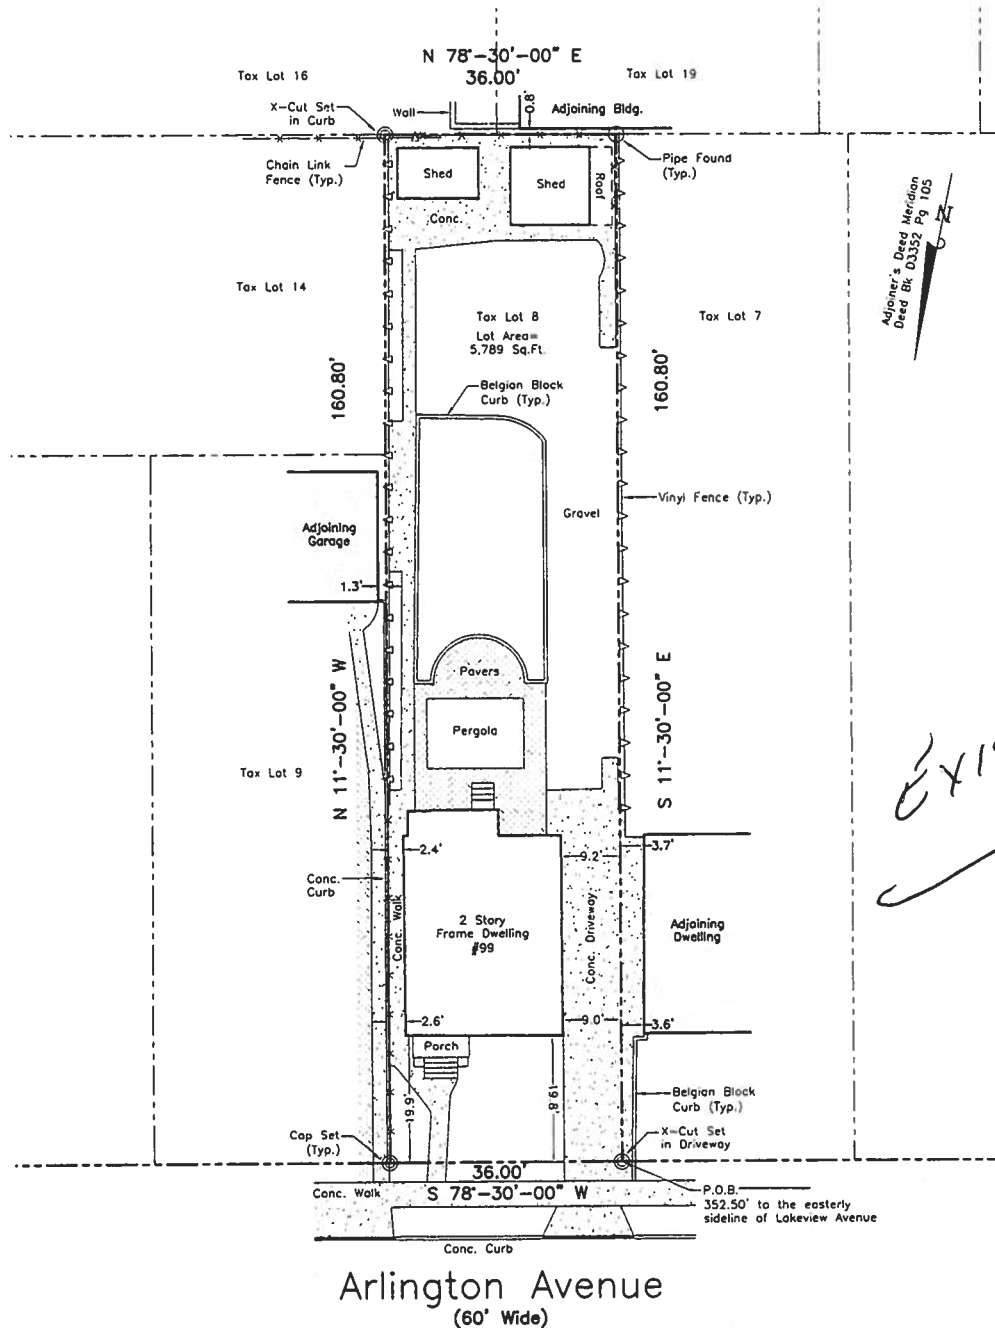 N 78°-30'-00" E
36.00'
Tax Lot 16
Tax Lot 19
X-Cut Set
in Curb
Wall
0.8'
Adjoining Bldg.
Chain Link
Fence (Typ.)
Pipe Found
(Typ.)
Shed
Shed
Roof
Conc.
Adjoiner's Deed Meridian
Deed Bk D3352 Pg 105
N
Tax Lot 14
Tax Lot 8
Lot Area=
5,789 Sq.Ft.
Tax Lot 7
160.80'
160.80'
Belgian Block
Curb (Typ.)
Vinyl Fence (Typ.)
Gravel
Adjoining
Garage
1.3'
N 11°-30'-00" W
S 11°-30'-00" E
Pavers
Pergola
Tax Lot 9
2.4'
9.2'
3.7'
Conc.
Curb
Conc. Walk
2 Story
Frame Dwelling
#99
Conc. Driveway
Adjoining
Dwelling
2.6'
9.0'
3.6'
Porch
19.9'
19.8'
Belgian Block
Curb (Typ.)
Cap Set
(Typ.)
X-Cut Set
in Driveway
36.00'
Conc. Walk
S 78°-30'-00" W
P.O.B.
352.50' to the easterly
sideline of Lakeview Avenue
Conc. Curb
Arlington Avenue
(60' Wide)